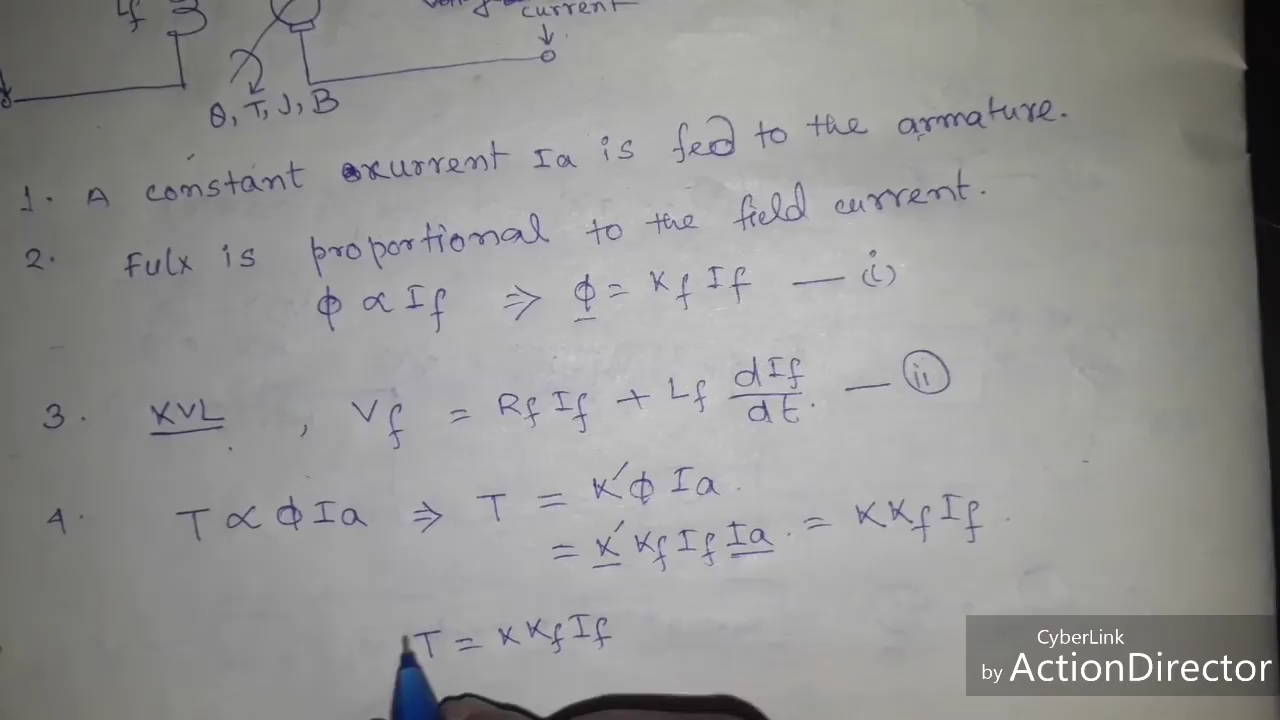 Lf
current
θ, T, J, B
1. A constant current Ia is fed to the armature.
2. Fulx is proportional to the field current.
φ ∝ If ⇒ φ = Kf If — (i)
3. KVL , Vf = Rf If + Lf dIf/dt. — (ii)
4. T ∝ φ Ia ⇒ T = K'φ Ia.
= K' Kf If Ia. = K Kf If.
T = K Kf If
CyberLink
by ActionDirector